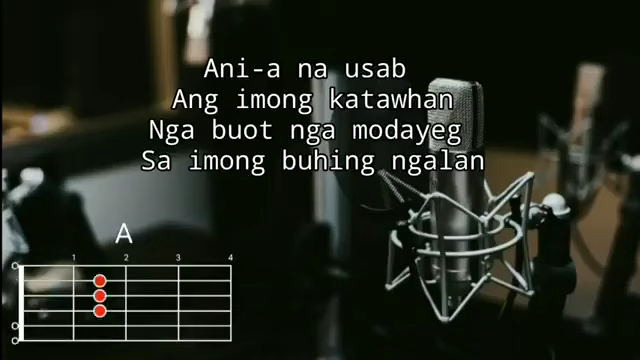 Ani-a na usab
Ang imong katawhan
Nga buot nga modayeg
Sa imong buhing ngalan
A
1 2 3 4